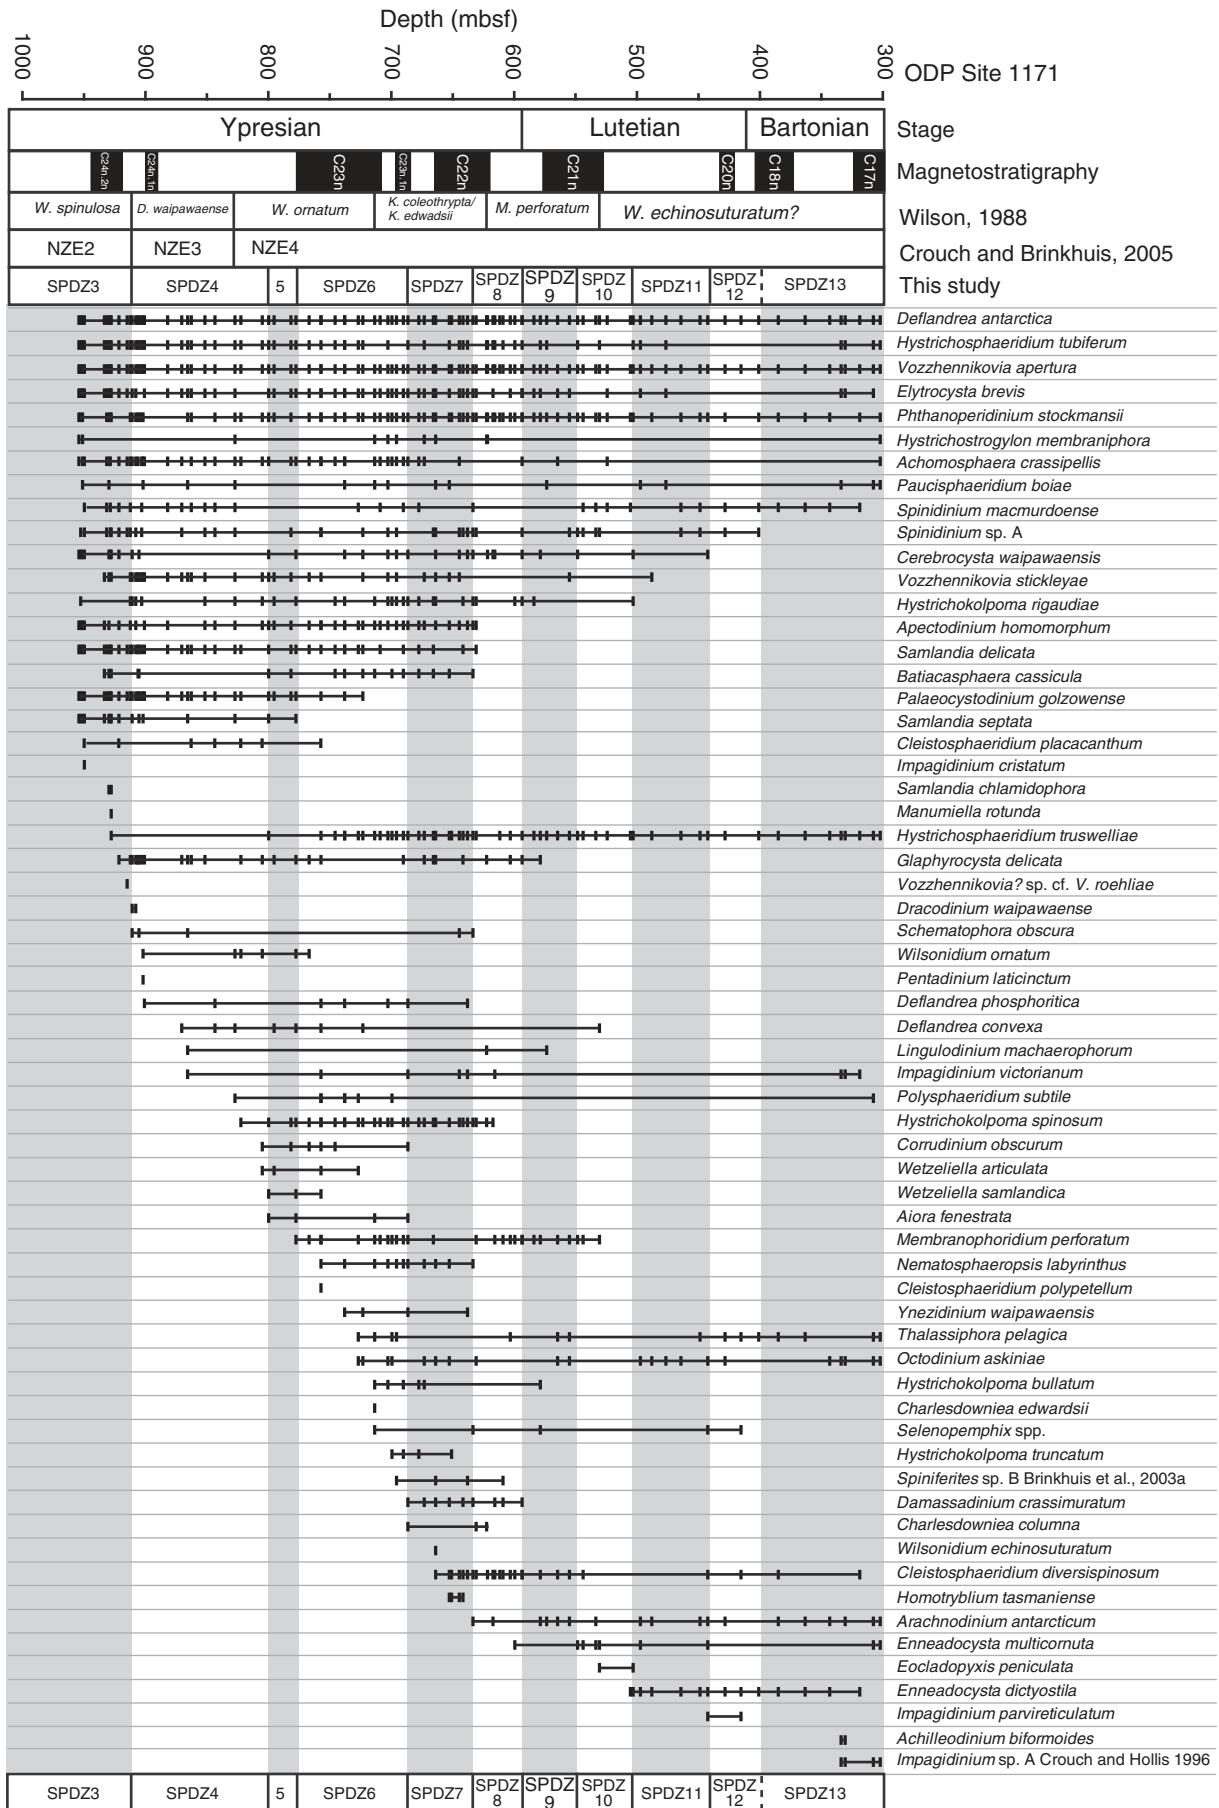 Depth (mbsf)
1000 900 800 700 600 500 400 300
ODP Site 1171
Ypresian Lutetian Bartonian Stage
C24n.2n C24n.1n C23n C23n.1n C22n C21n C20n C18n C17n Magnetostratigraphy
W. spinulosa D. waipawaense W. ornatum K. coleothrypta/ K. edwadsii M. perforatum W. echinosuturatum? Wilson, 1988
NZE2 NZE3 NZE4 Crouch and Brinkhuis, 2005
SPDZ3 SPDZ4 5 SPDZ6 SPDZ7 SPDZ 8 SPDZ 9 SPDZ 10 SPDZ11 SPDZ 12 SPDZ13 This study
Deflandrea antarctica
Hystrichosphaeridium tubiferum
Vozzhennikovia apertura
Elytrocysta brevis
Phthanoperidinium stockmansii
Hystrichostrogylon membraniphora
Achomosphaera crassipellis
Paucisphaeridium boiae
Spinidinium macmurdoense
Spinidinium sp. A
Cerebrocysta waipawaensis
Vozzhennikovia stickleyae
Hystrichokolpoma rigaudiae
Apectodinium homomorphum
Samlandia delicata
Batiacasphaera cassicula
Palaeocystodinium golzowense
Samlandia septata
Cleistosphaeridium placacanthum
Impagidinium cristatum
Samlandia chlamidophora
Manumiella rotunda
Hystrichosphaeridium truswelliae
Glaphyrocysta delicata
Vozzhennikovia? sp. cf. V. roehliae
Dracodinium waipawaense
Schematophora obscura
Wilsonidium ornatum
Pentadinium laticinctum
Deflandrea phosphoritica
Deflandrea convexa
Lingulodinium machaerophorum
Impagidinium victorianum
Polysphaeridium subtile
Hystrichokolpoma spinosum
Corrudinium obscurum
Wetzeliella articulata
Wetzeliella samlandica
Aiora fenestrata
Membranophoridium perforatum
Nematosphaeropsis labyrinthus
Cleistosphaeridium polypetellum
Ynezidinium waipawaensis
Thalassiphora pelagica
Octodinium askiniae
Hystrichokolpoma bullatum
Charlesdowniea edwardsii
Selenopemphix spp.
Hystrichokolpoma truncatum
Spiniferites sp. B Brinkhuis et al., 2003a
Damassadinium crassimuratum
Charlesdowniea columna
Wilsonidium echinosuturatum
Cleistosphaeridium diversispinosum
Homotryblium tasmaniense
Arachnodinium antarcticum
Enneadocysta multicornuta
Eocladopyxis peniculata
Enneadocysta dictyostila
Impagidinium parvireticulatum
Achilleodinium biformoides
Impagidinium sp. A Crouch and Hollis 1996
SPDZ3 SPDZ4 5 SPDZ6 SPDZ7 SPDZ 8 SPDZ 9 SPDZ 10 SPDZ11 SPDZ 12 SPDZ13